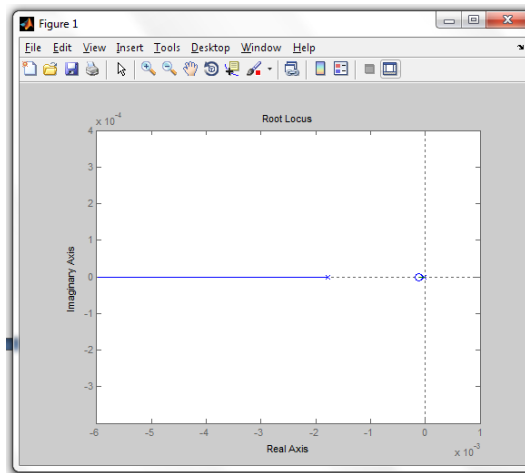 Figure 1
File Edit View Insert Tools Desktop Window Help
x 10⁻⁴
Root Locus
4
3
2
1
0
-1
-2
-3
Imaginary Axis
-6 -5 -4 -3 -2 -1 0 1
Real Axis
x 10⁻³